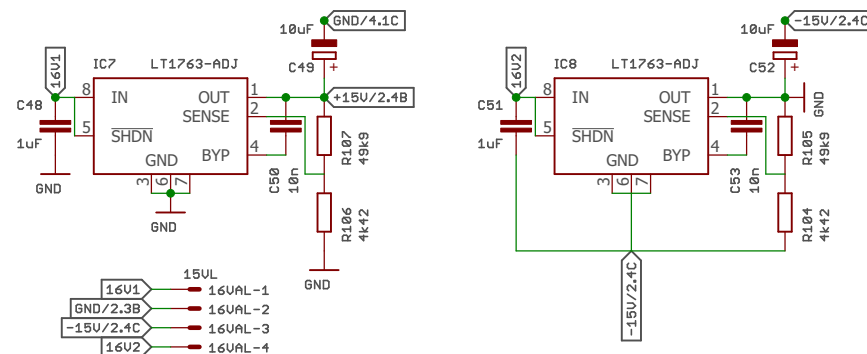 GND/4.1C
10uF
C49
+
16V1
IC7
LT1763-ADJ
8
IN
OUT
1
+15V/2.4B
SENSE
2
C48
1uF
5
SHDN
GND
BYP
4
3
6
7
C50
10n
R107
49k9
GND
GND
R106
4k42
GND
-15V/2.4C
10uF
C52
+
16V2
IC8
LT1763-ADJ
8
IN
OUT
1
GND
SENSE
2
C51
1uF
5
SHDN
GND
BYP
4
3
6
7
C53
10n
R105
49k9
R104
4k42
-15V/2.4C
15VL
16V1
16VAL-1
GND/2.3B
16VAL-2
-15V/2.4C
16VAL-3
16V2
16VAL-4